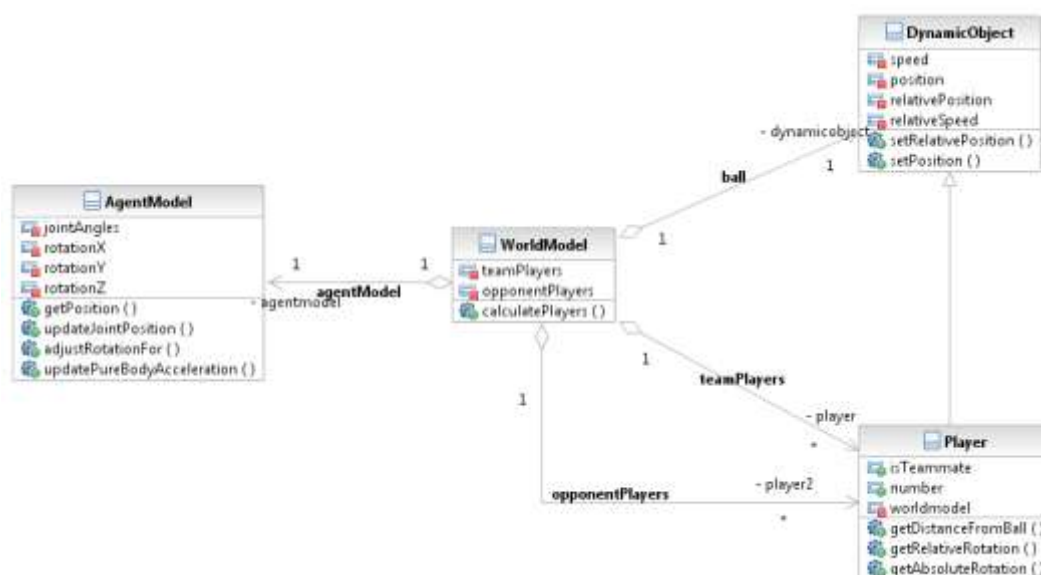 DynamicObject
speed
position
relativePosition
relativeSpeed
setRelativePosition ( )
setPosition ( )
- dynamicobject
1
ball
1
AgentModel
jointAngles
rotationX
rotationY
rotationZ
getPosition ( )
updateJointPosition ( )
adjustRotationFor ( )
updatePureBodyAcceleration ( )
1
agentModel
1
- agentmodel
WorldModel
teamPlayers
opponentPlayers
calculatePlayers ( )
1
teamPlayers
- player
*
1
opponentPlayers
- player2
*
Player
isTeammate
number
worldmodel
getDistanceFromBall ( )
getRelativeRotation ( )
getAbsoluteRotation ( )